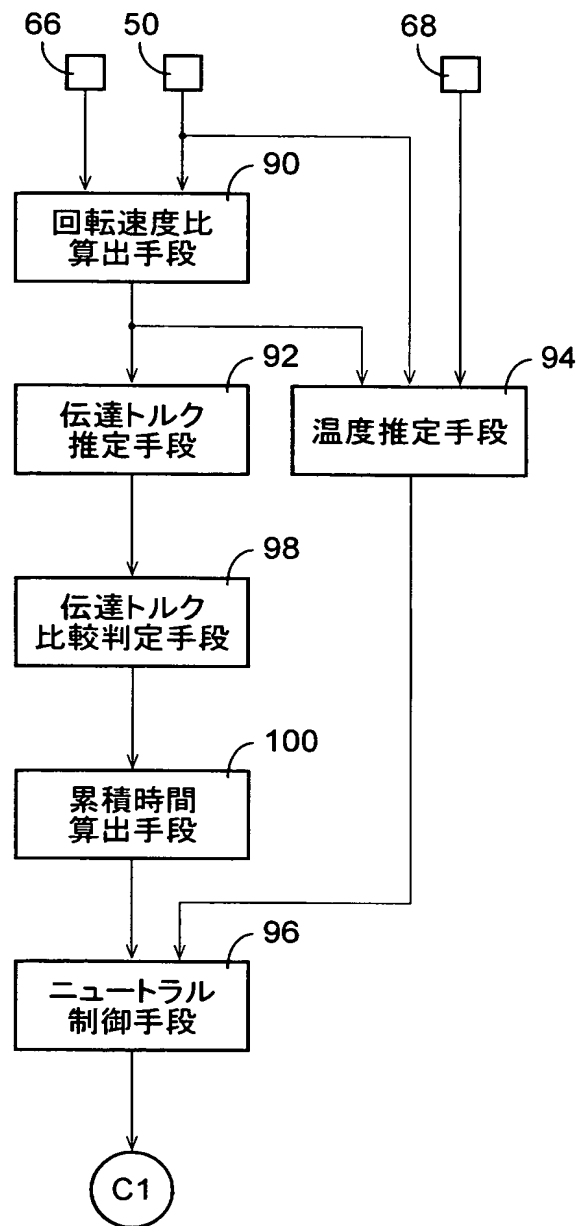 66
50
68
90
回転速度比
算出手段
92
伝達トルク
推定手段
94
温度推定手段
98
伝達トルク
比較判定手段
100
累積時間
算出手段
96
ニュートラル
制御手段
C1